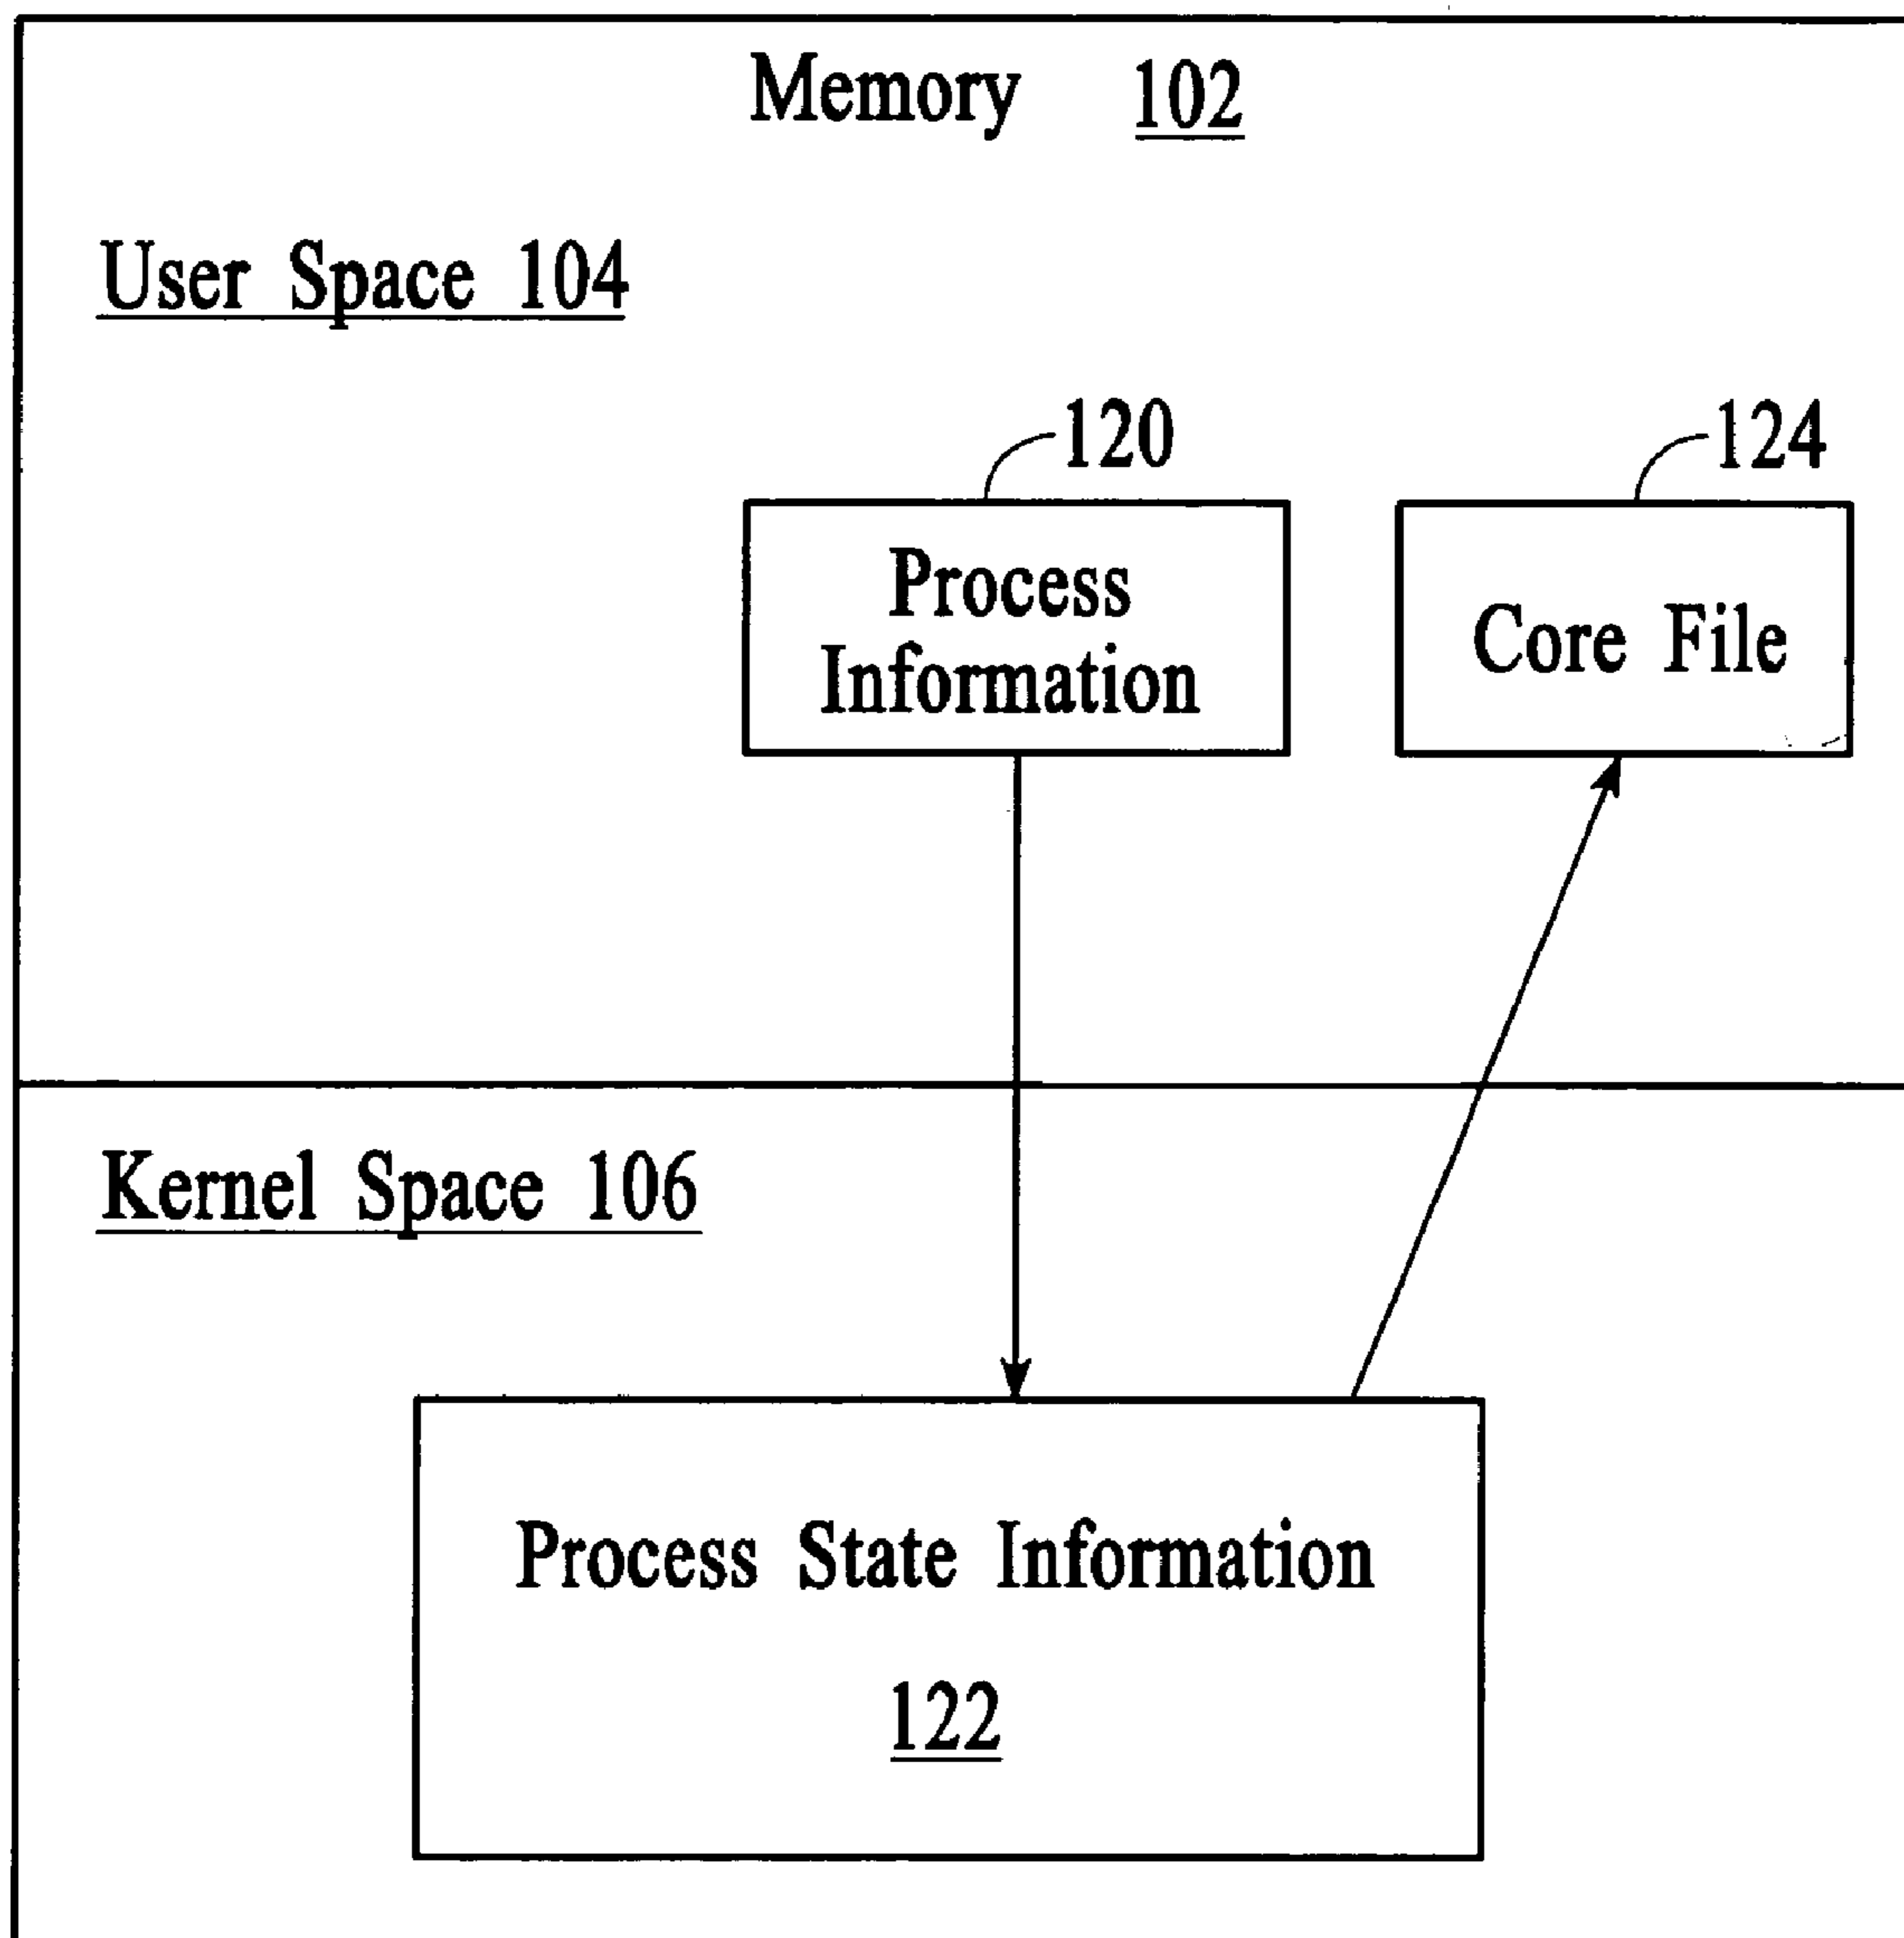 Memory 102
User Space 104
120
124
Process
Information
Core File
Kernel Space 106
Process State Information
122